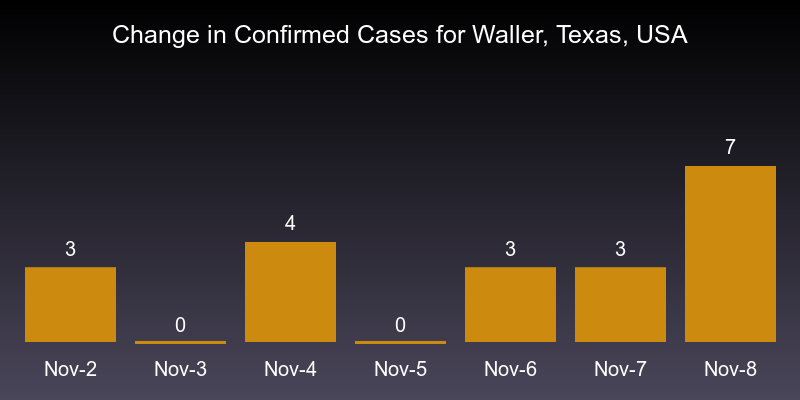 Change in Confirmed Cases for Waller, Texas, USA
7
4
3
3
3
0
0
Nov-2
Nov-3
Nov-4
Nov-5
Nov-6
Nov-7
Nov-8